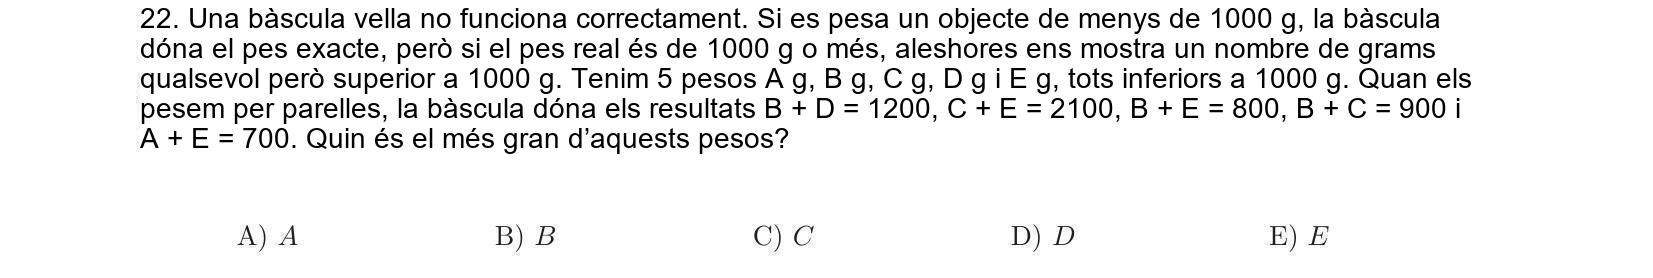 22. Una bàscula vella no funciona correctament. Si es pesa un objecte de menys de 1000 g, la bàscula
dóna el pes exacte, però si el pes real és de 1000 g o més, aleshores ens mostra un nombre de grams
qualsevol però superior a 1000 g. Tenim 5 pesos A g, B g, C g, D g i E g, tots inferiors a 1000 g. Quan els
pesem per parelles, la bàscula dóna els resultats B + D = 1200, C + E = 2100, B + E = 800, B + C = 900 i
A + E = 700. Quin és el més gran d'aquests pesos?
A) A B) B C) C D) D E) E